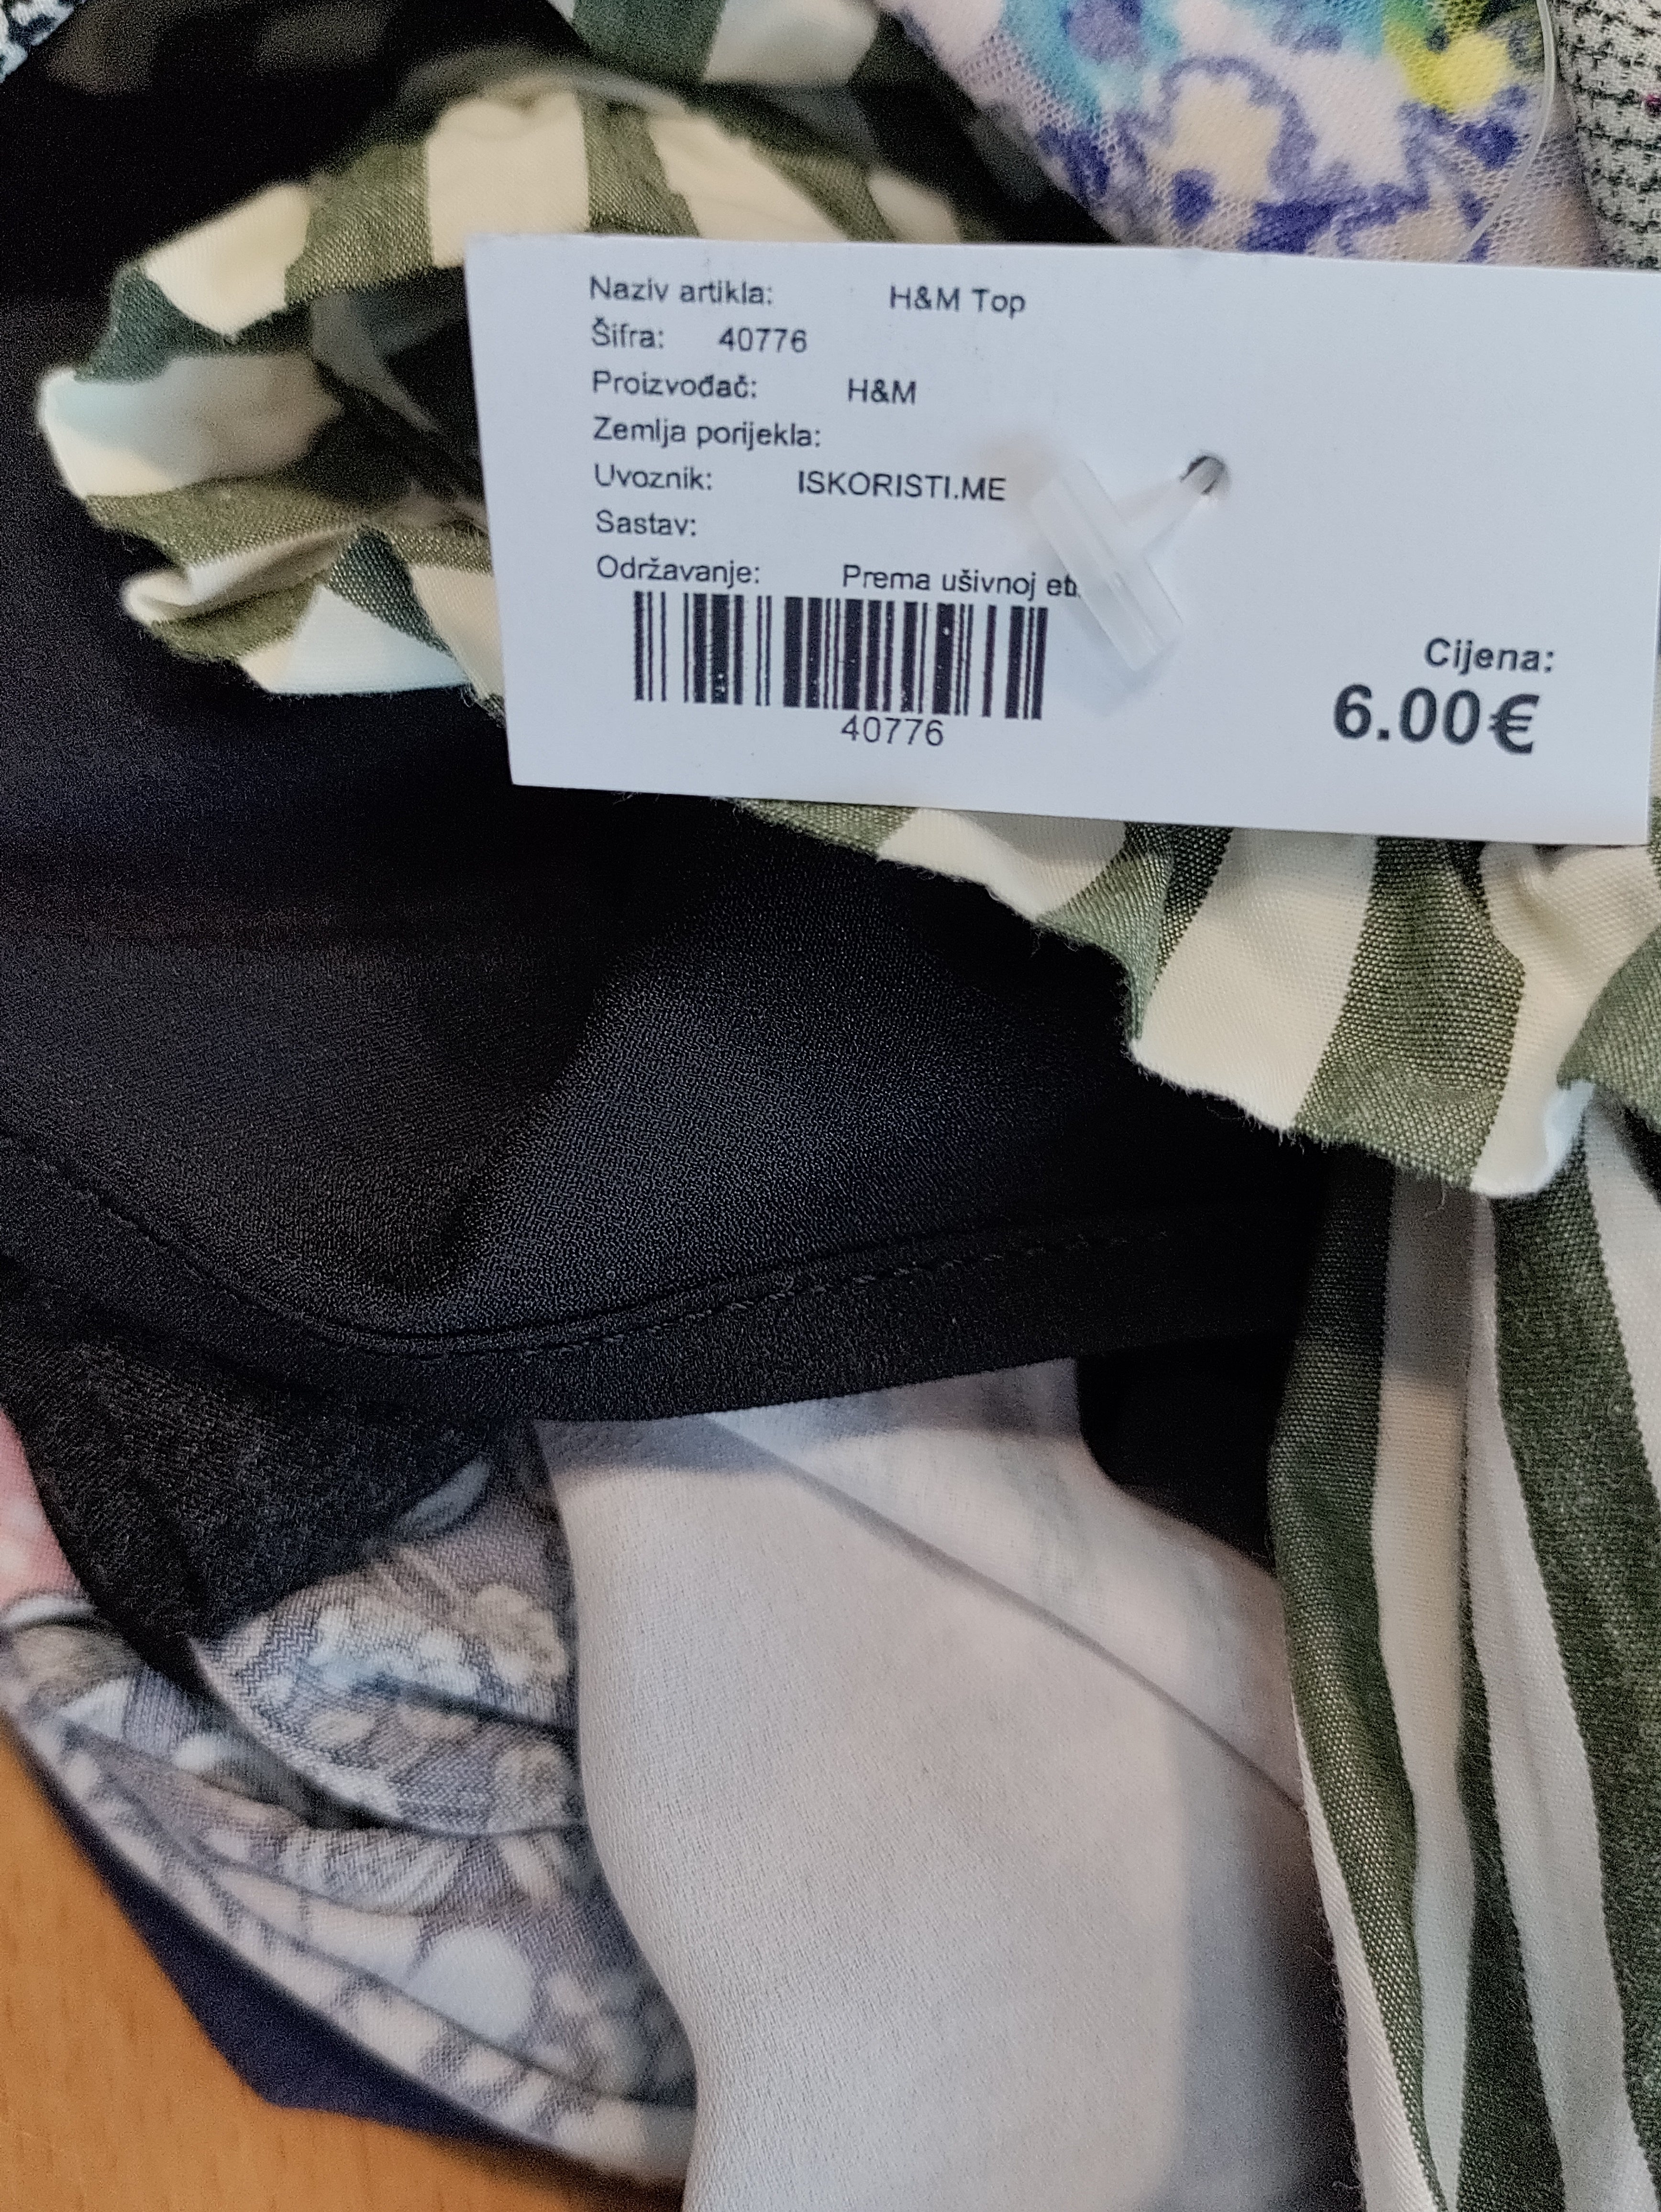 Naziv artikla: H&M Top
Šifra: 40776
Proizvođač: H&M
Zemlja porijekla:
Uvoznik: ISKORISTI.ME
Sastav:
Održavanje: Prema ušivnoj
40776
Cijena:
6.00€